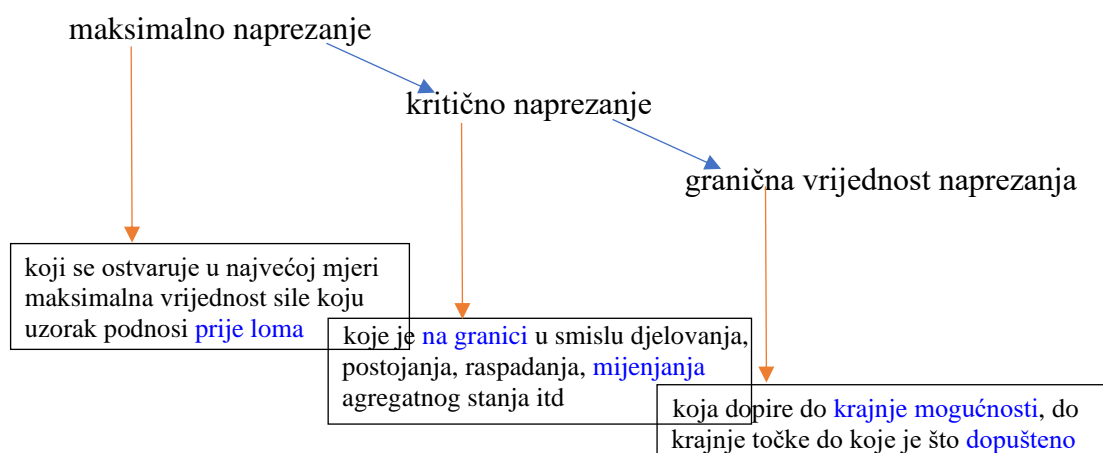 maksimalno naprezanje
kritično naprezanje
granična vrijednost naprezanja
koji se ostvaruje u najvećoj mjeri
maksimalna vrijednost sile koju
uzorak podnosi prije loma
koje je na granici u smislu djelovanja,
postojanja, raspadanja, mijenjanja
agregatnog stanja itd
koja dopire do krajnje mogućnosti, do
krajnje točke do koje je što dopušteno